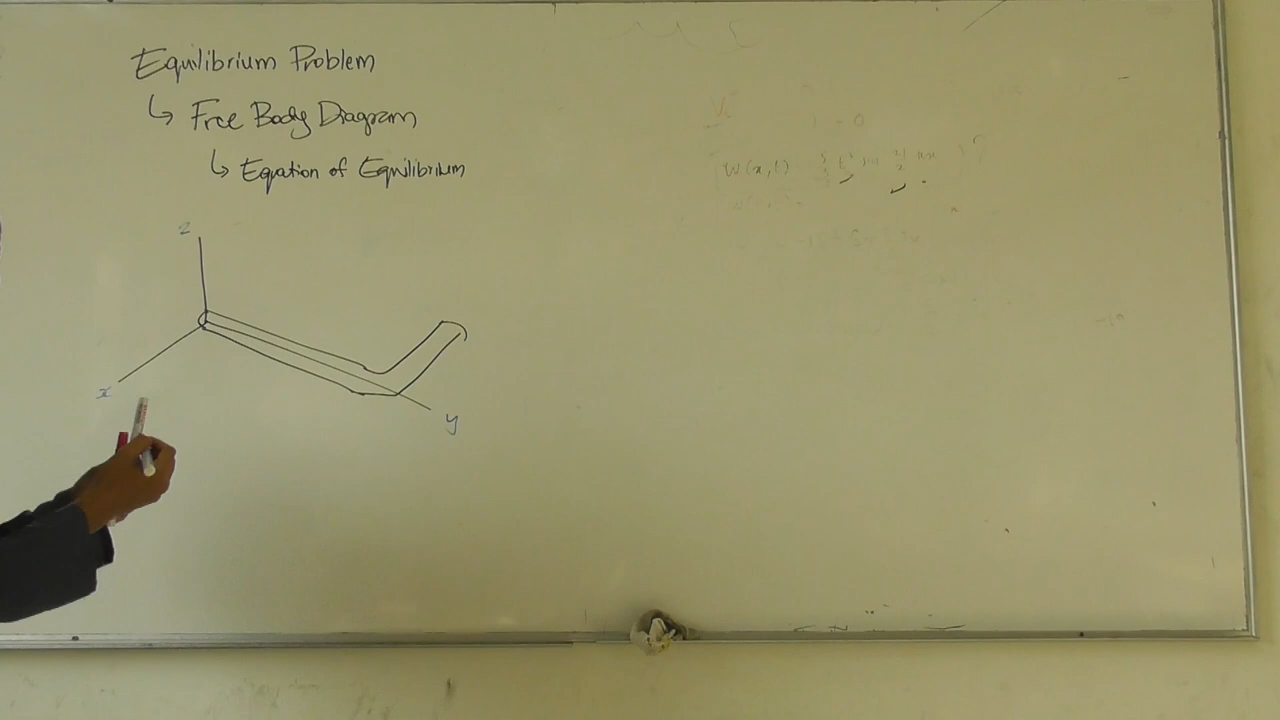 Equilibrium Problem
↳ Free Body Diagram
↳ Equation of Equilibrium
z
x
y
W(x,t)